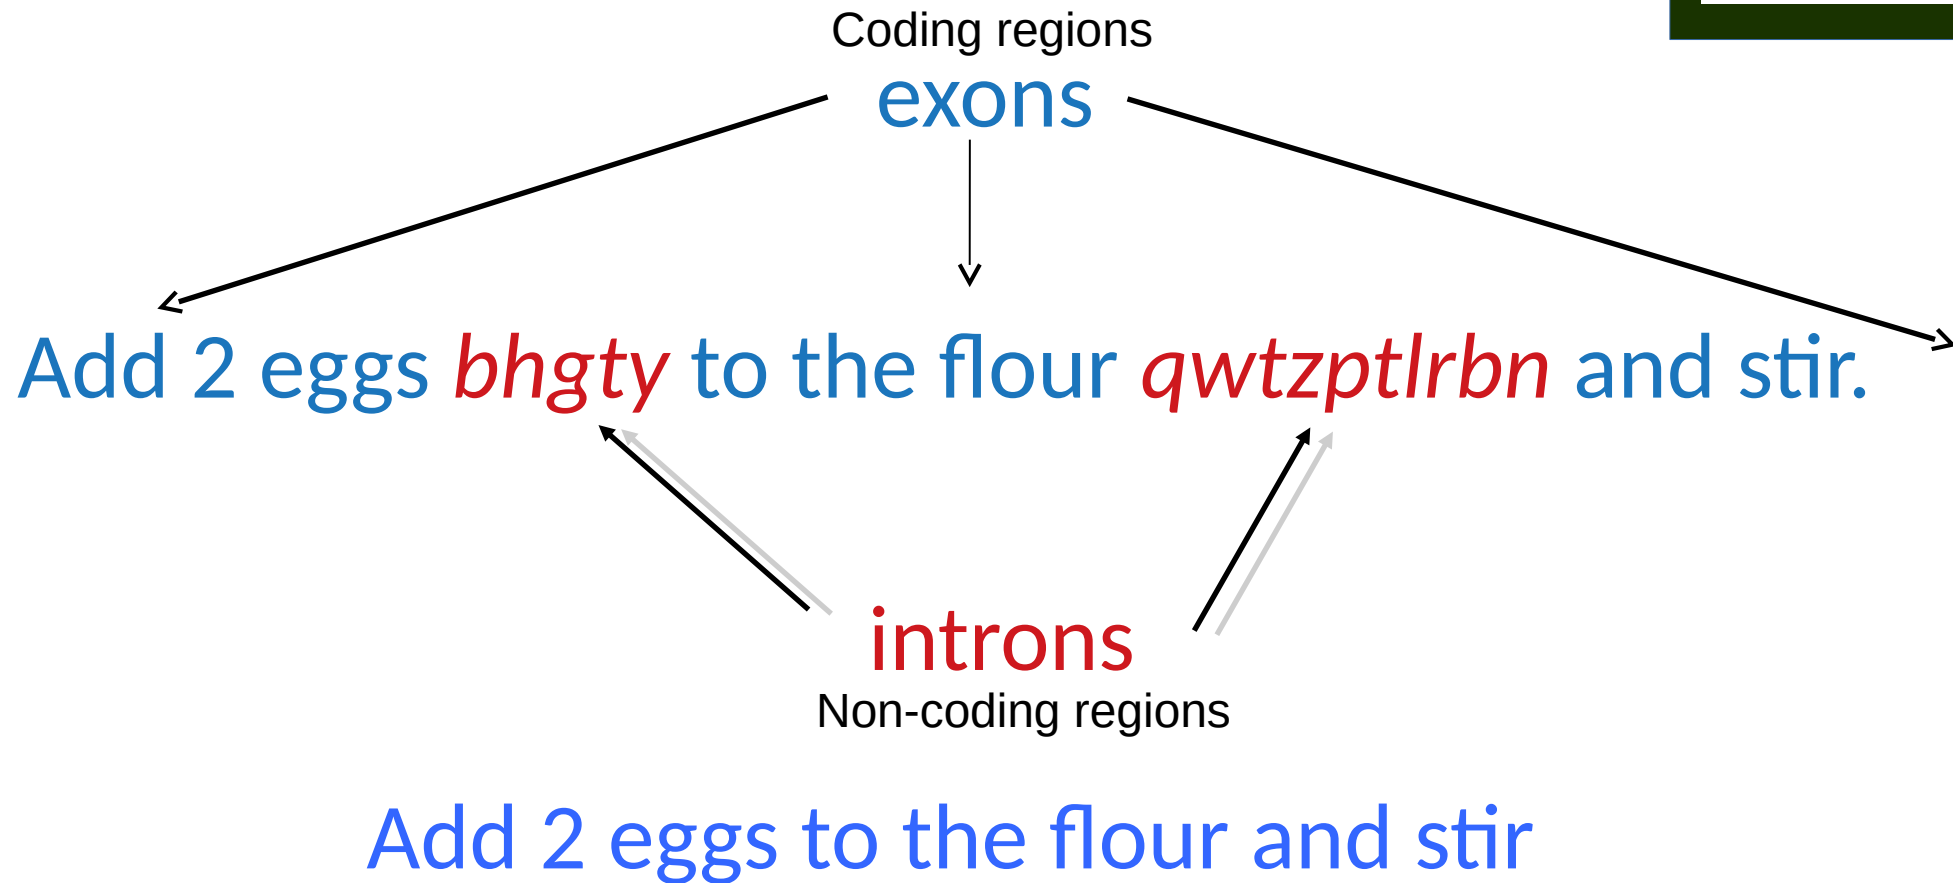 Coding regions
exons
Add 2 eggs bhgty to the flour qwtzptlrbn and stir.
introns
Non-coding regions
Add 2 eggs to the flour and stir